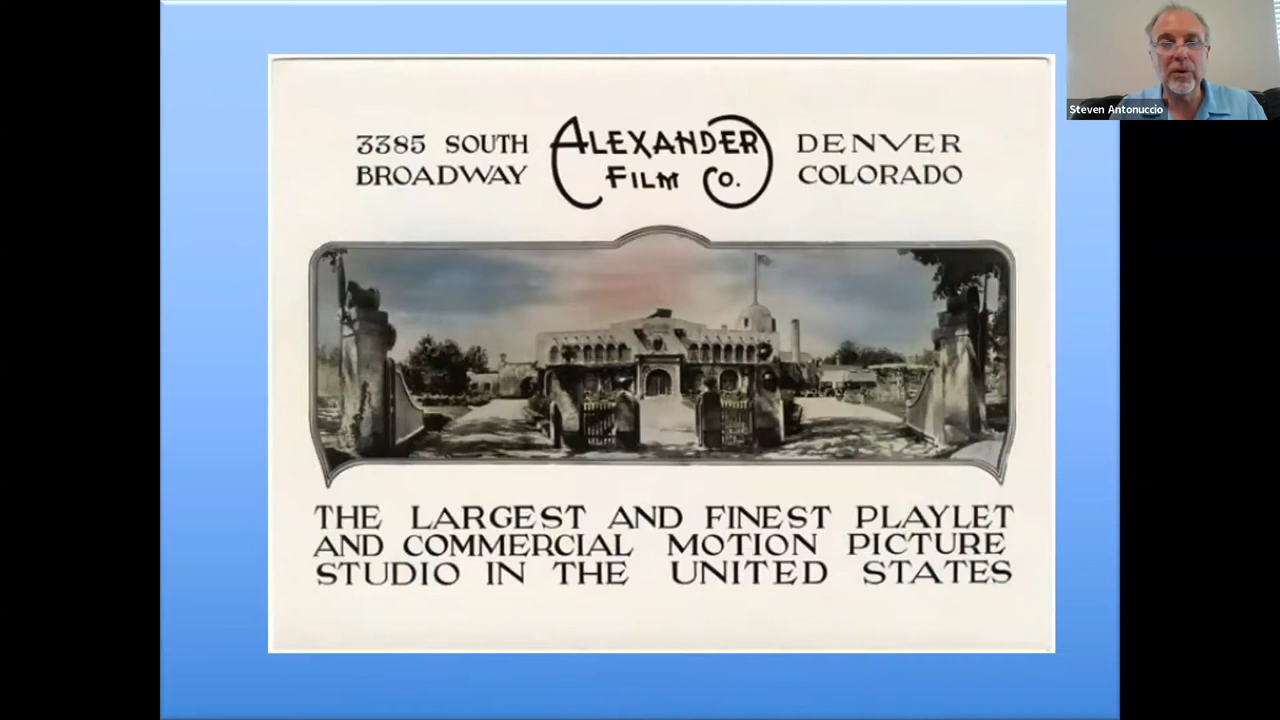 3385 SOUTH
BROADWAY
ALEXANDER
FILM CO.
DENVER
COLORADO
THE LARGEST AND FINEST PLAYLET
AND COMMERCIAL MOTION PICTURE
STUDIO IN THE UNITED STATES
Steven Antonuccio